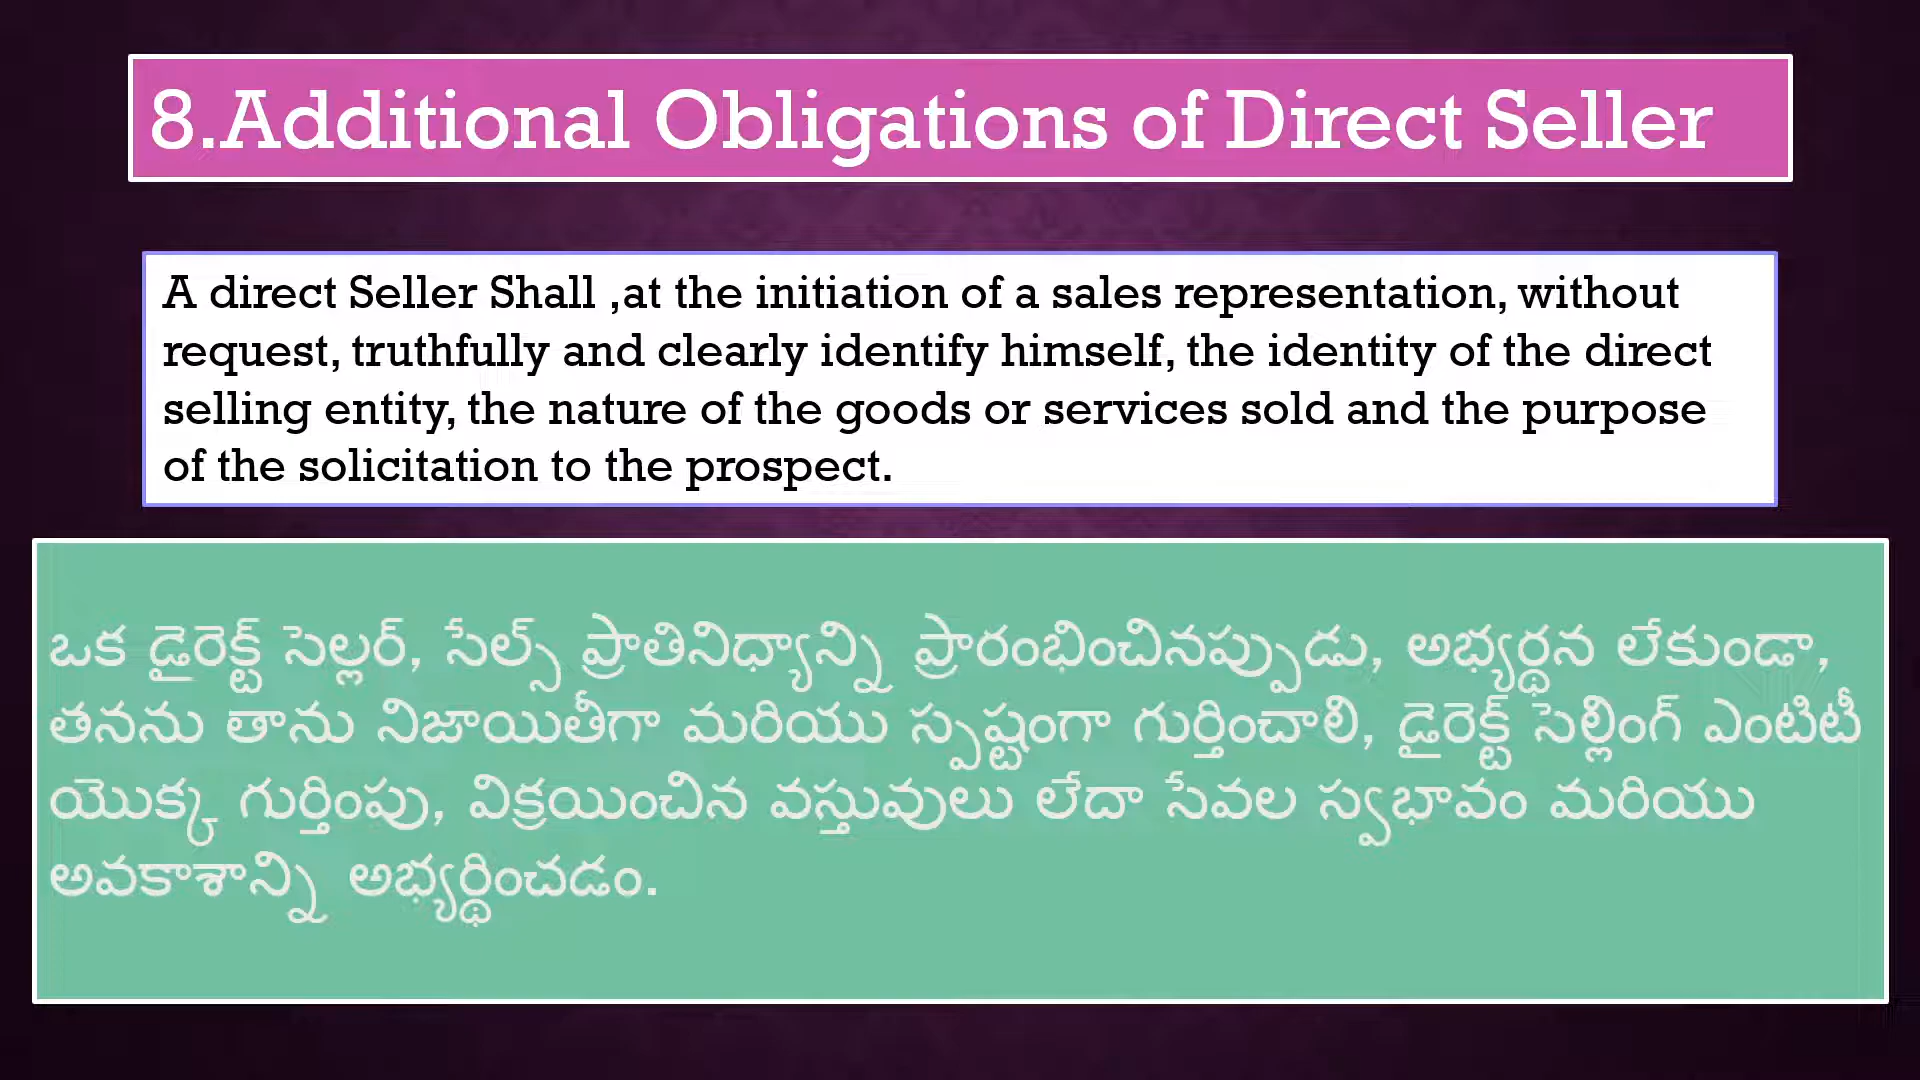 8.Additional Obligations of Direct Seller
A direct Seller Shall ,at the initiation of a sales representation, without
request, truthfully and clearly identify himself, the identity of the direct
selling entity, the nature of the goods or services sold and the purpose
of the solicitation to the prospect.
ఒక డైరెక్ట్ సెల్లర్, సేల్స్ ప్రాతినిధ్యాన్ని ప్రారంభించినప్పుడు, అభ్యర్థన లేకుండా,
తనను తాను నిజాయితీగా మరియు స్పష్టంగా గుర్తించాలి, డైరెక్ట్ సెల్లింగ్ ఎంటిటీ
యొక్క గుర్తింపు, విక్రయించిన వస్తువులు లేదా సేవల స్వభావం మరియు
అవకాశాన్ని అభ్యర్థించడం.